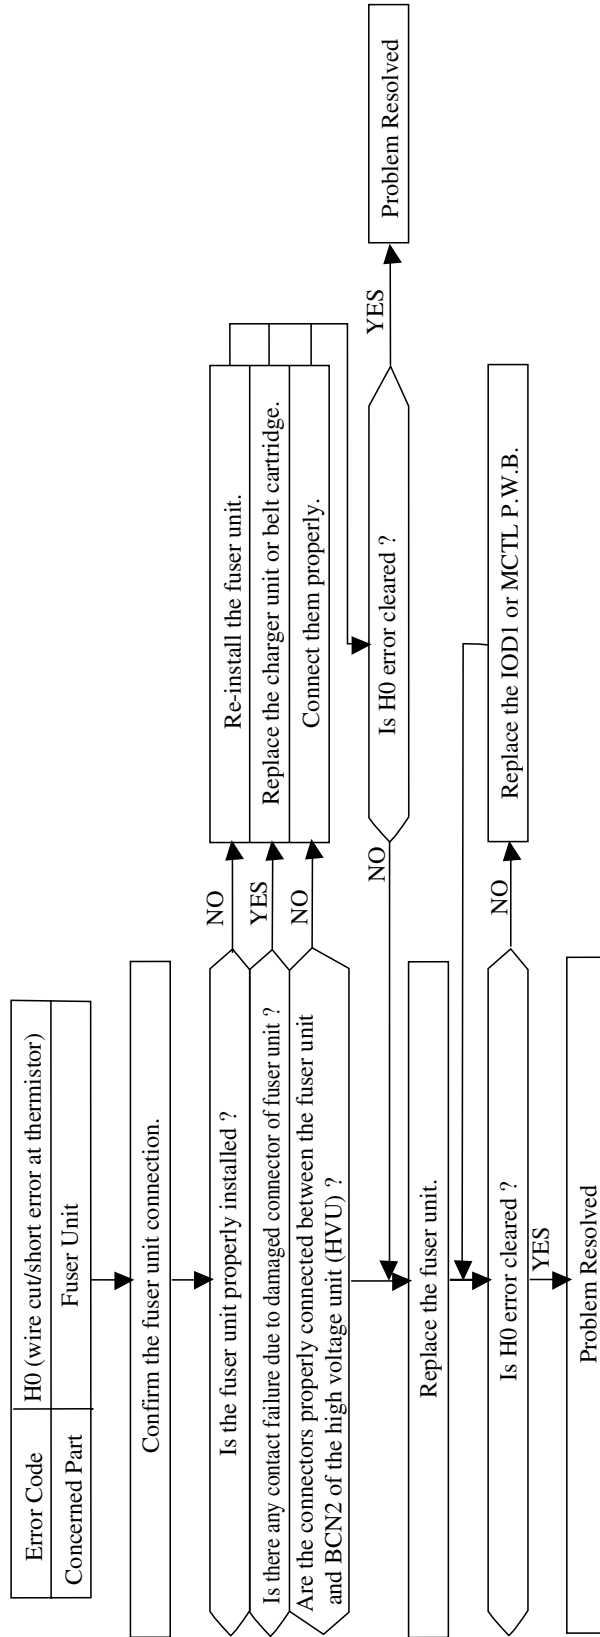 Error Code
H0 (wire cut/short error at thermistor)
Concerned Part
Fuser Unit
Confirm the fuser unit connection.
Is the fuser unit properly installed ?
NO
Re-install the fuser unit.
Is there any contact failure due to damaged connector of fuser unit ?
YES
Replace the charger unit or belt cartridge.
Are the connectors properly connected between the fuser unit
and BCN2 of the high voltage unit (HVU) ?
NO
Connect them properly.
NO
Is H0 error cleared ?
YES
Problem Resolved
Replace the fuser unit.
Is H0 error cleared ?
NO
Replace the IOD1 or MCTL P.W.B.
YES
Problem Resolved